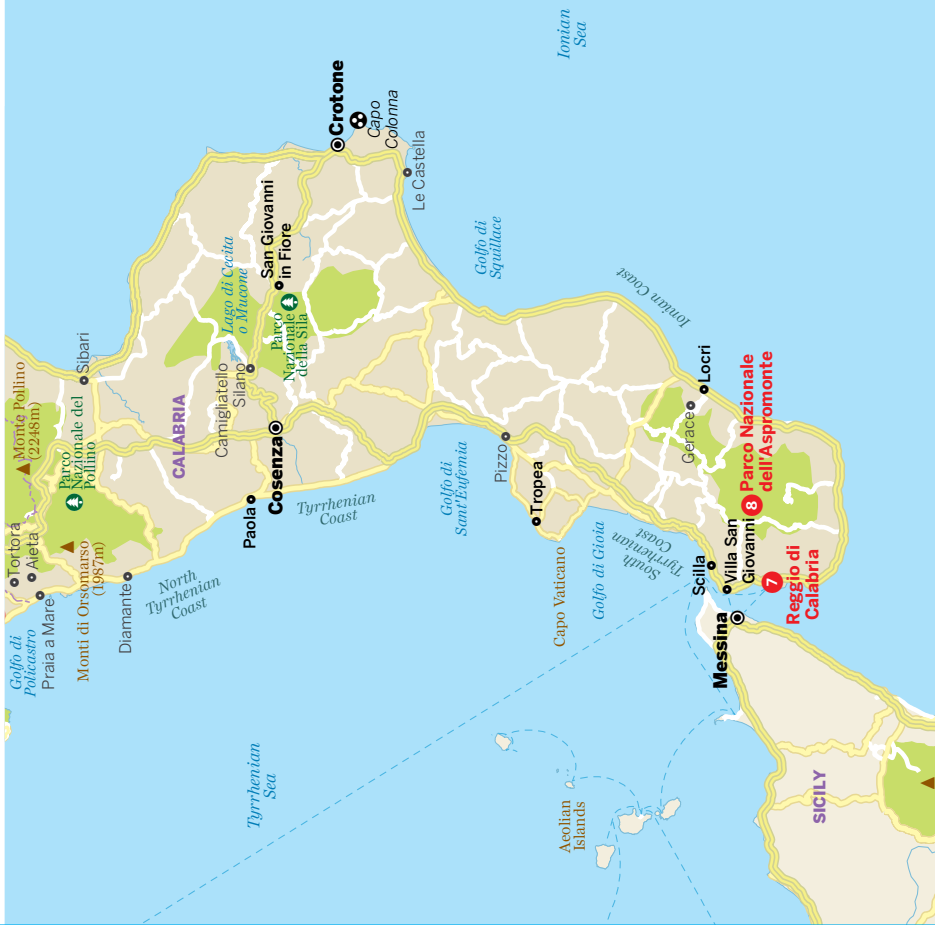 Golfo di
Policastro
Tortora
Aieta
Praia a Mare
Monte Pollino
(2248m)
Parco
Nazionale del
Pollino
Monti di Orsomarso
(1987m)
Sibari
Diamante
North
Tyrrhenian
Coast
CALABRIA
Camigliatello
Silano
Lago di Cecita
o Mucone
Paola
Cosenza
San Giovanni
in Fiore
Parco
Nazionale
della Sila
Crotone
Capo
Colonna
Le Castella
Ionian
Sea
Tyrrhenian
Sea
Tyrrhenian
Coast
Golfo di
Sant'Eufemia
Golfo di
Squillace
Pizzo
Tropea
Capo Vaticano
Golfo di Gioia
South
Tyrrhenian
Coast
Ionian Coast
Aeolian
Islands
Gerace
Locri
Scilla
Villa San
Giovanni
8 Parco Nazionale
dell'Aspromonte
7
Reggio di
Calabria
Messina
SICILY